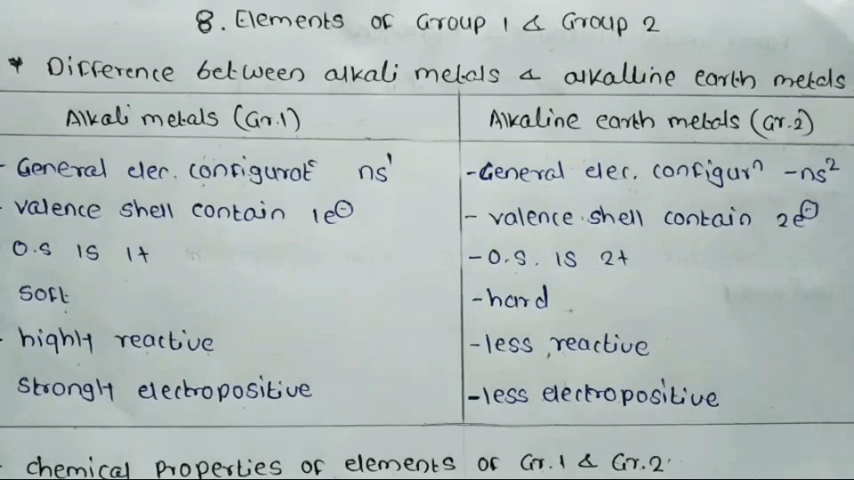 8. Elements of Group 1 & Group 2
* Difference between alkali metals & alkalline earth metals
Alkali metals (Gr.1)
Alkaline earth metals (Gr.2)
- General elec. configuratⁿ ns¹
- General elec. configurⁿ - ns²
- valence shell contain 1e⊖
- valence shell contain 2e⊖
O.S is 1+
- O.S. is 2+
Soft
- hard
- highly reactive
- less reactive
Strongly electropositive
- less electropositive
- chemical properties of elements of Gr.1 & Gr.2